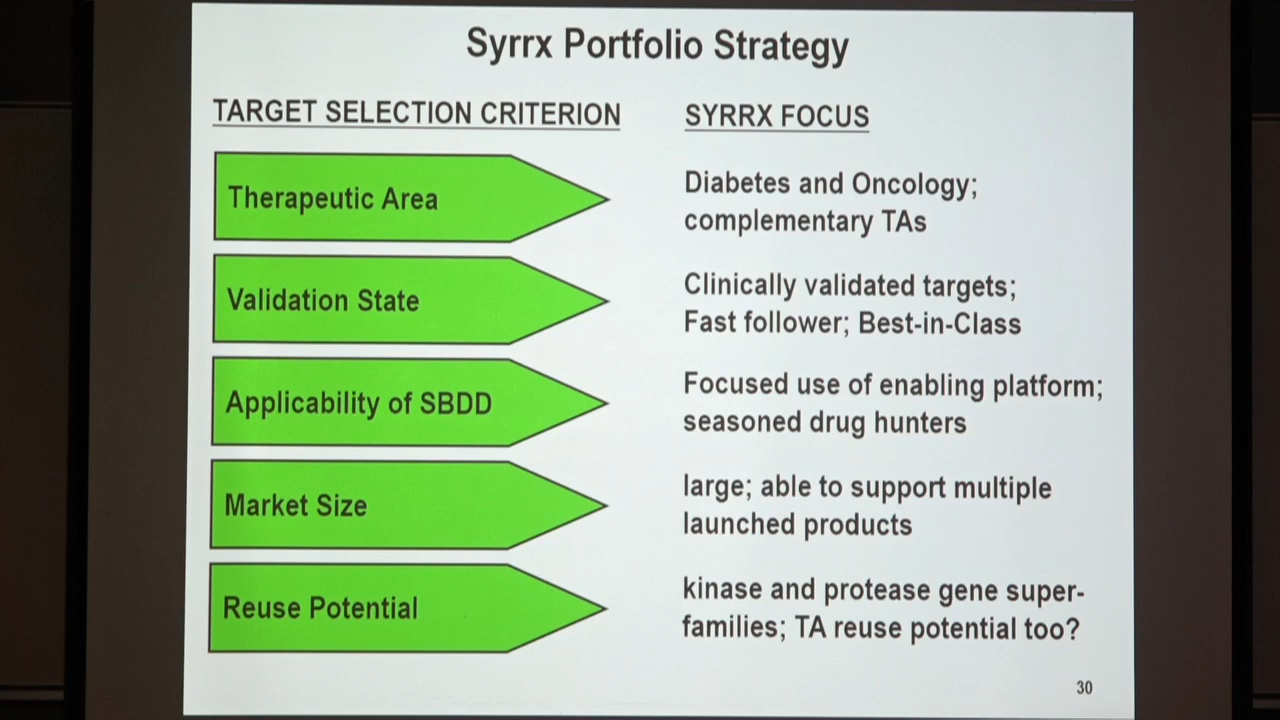 Syrrx Portfolio Strategy
TARGET SELECTION CRITERION
SYRRX FOCUS
Therapeutic Area
Diabetes and Oncology;
complementary TAs
Validation State
Clinically validated targets;
Fast follower; Best-in-Class
Applicability of SBDD
Focused use of enabling platform;
seasoned drug hunters
Market Size
large; able to support multiple
launched products
Reuse Potential
kinase and protease gene super-
families; TA reuse potential too?
30